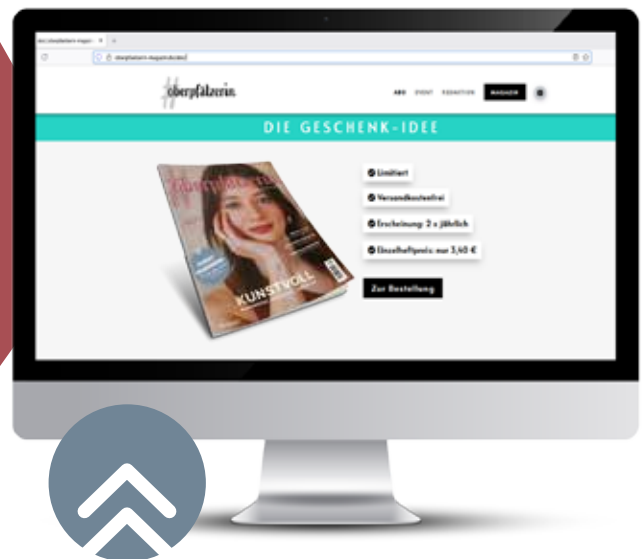 #oberpfälzerin
ABO EVENT REDAKTION MAGAZIN
DIE GESCHENK-IDEE
Limitiert
Versandkostenfrei
Erscheinung: 2 x jährlich
Einzelheftpreis: nur 3,40 €
Zur Bestellung
KUNSTVOLL